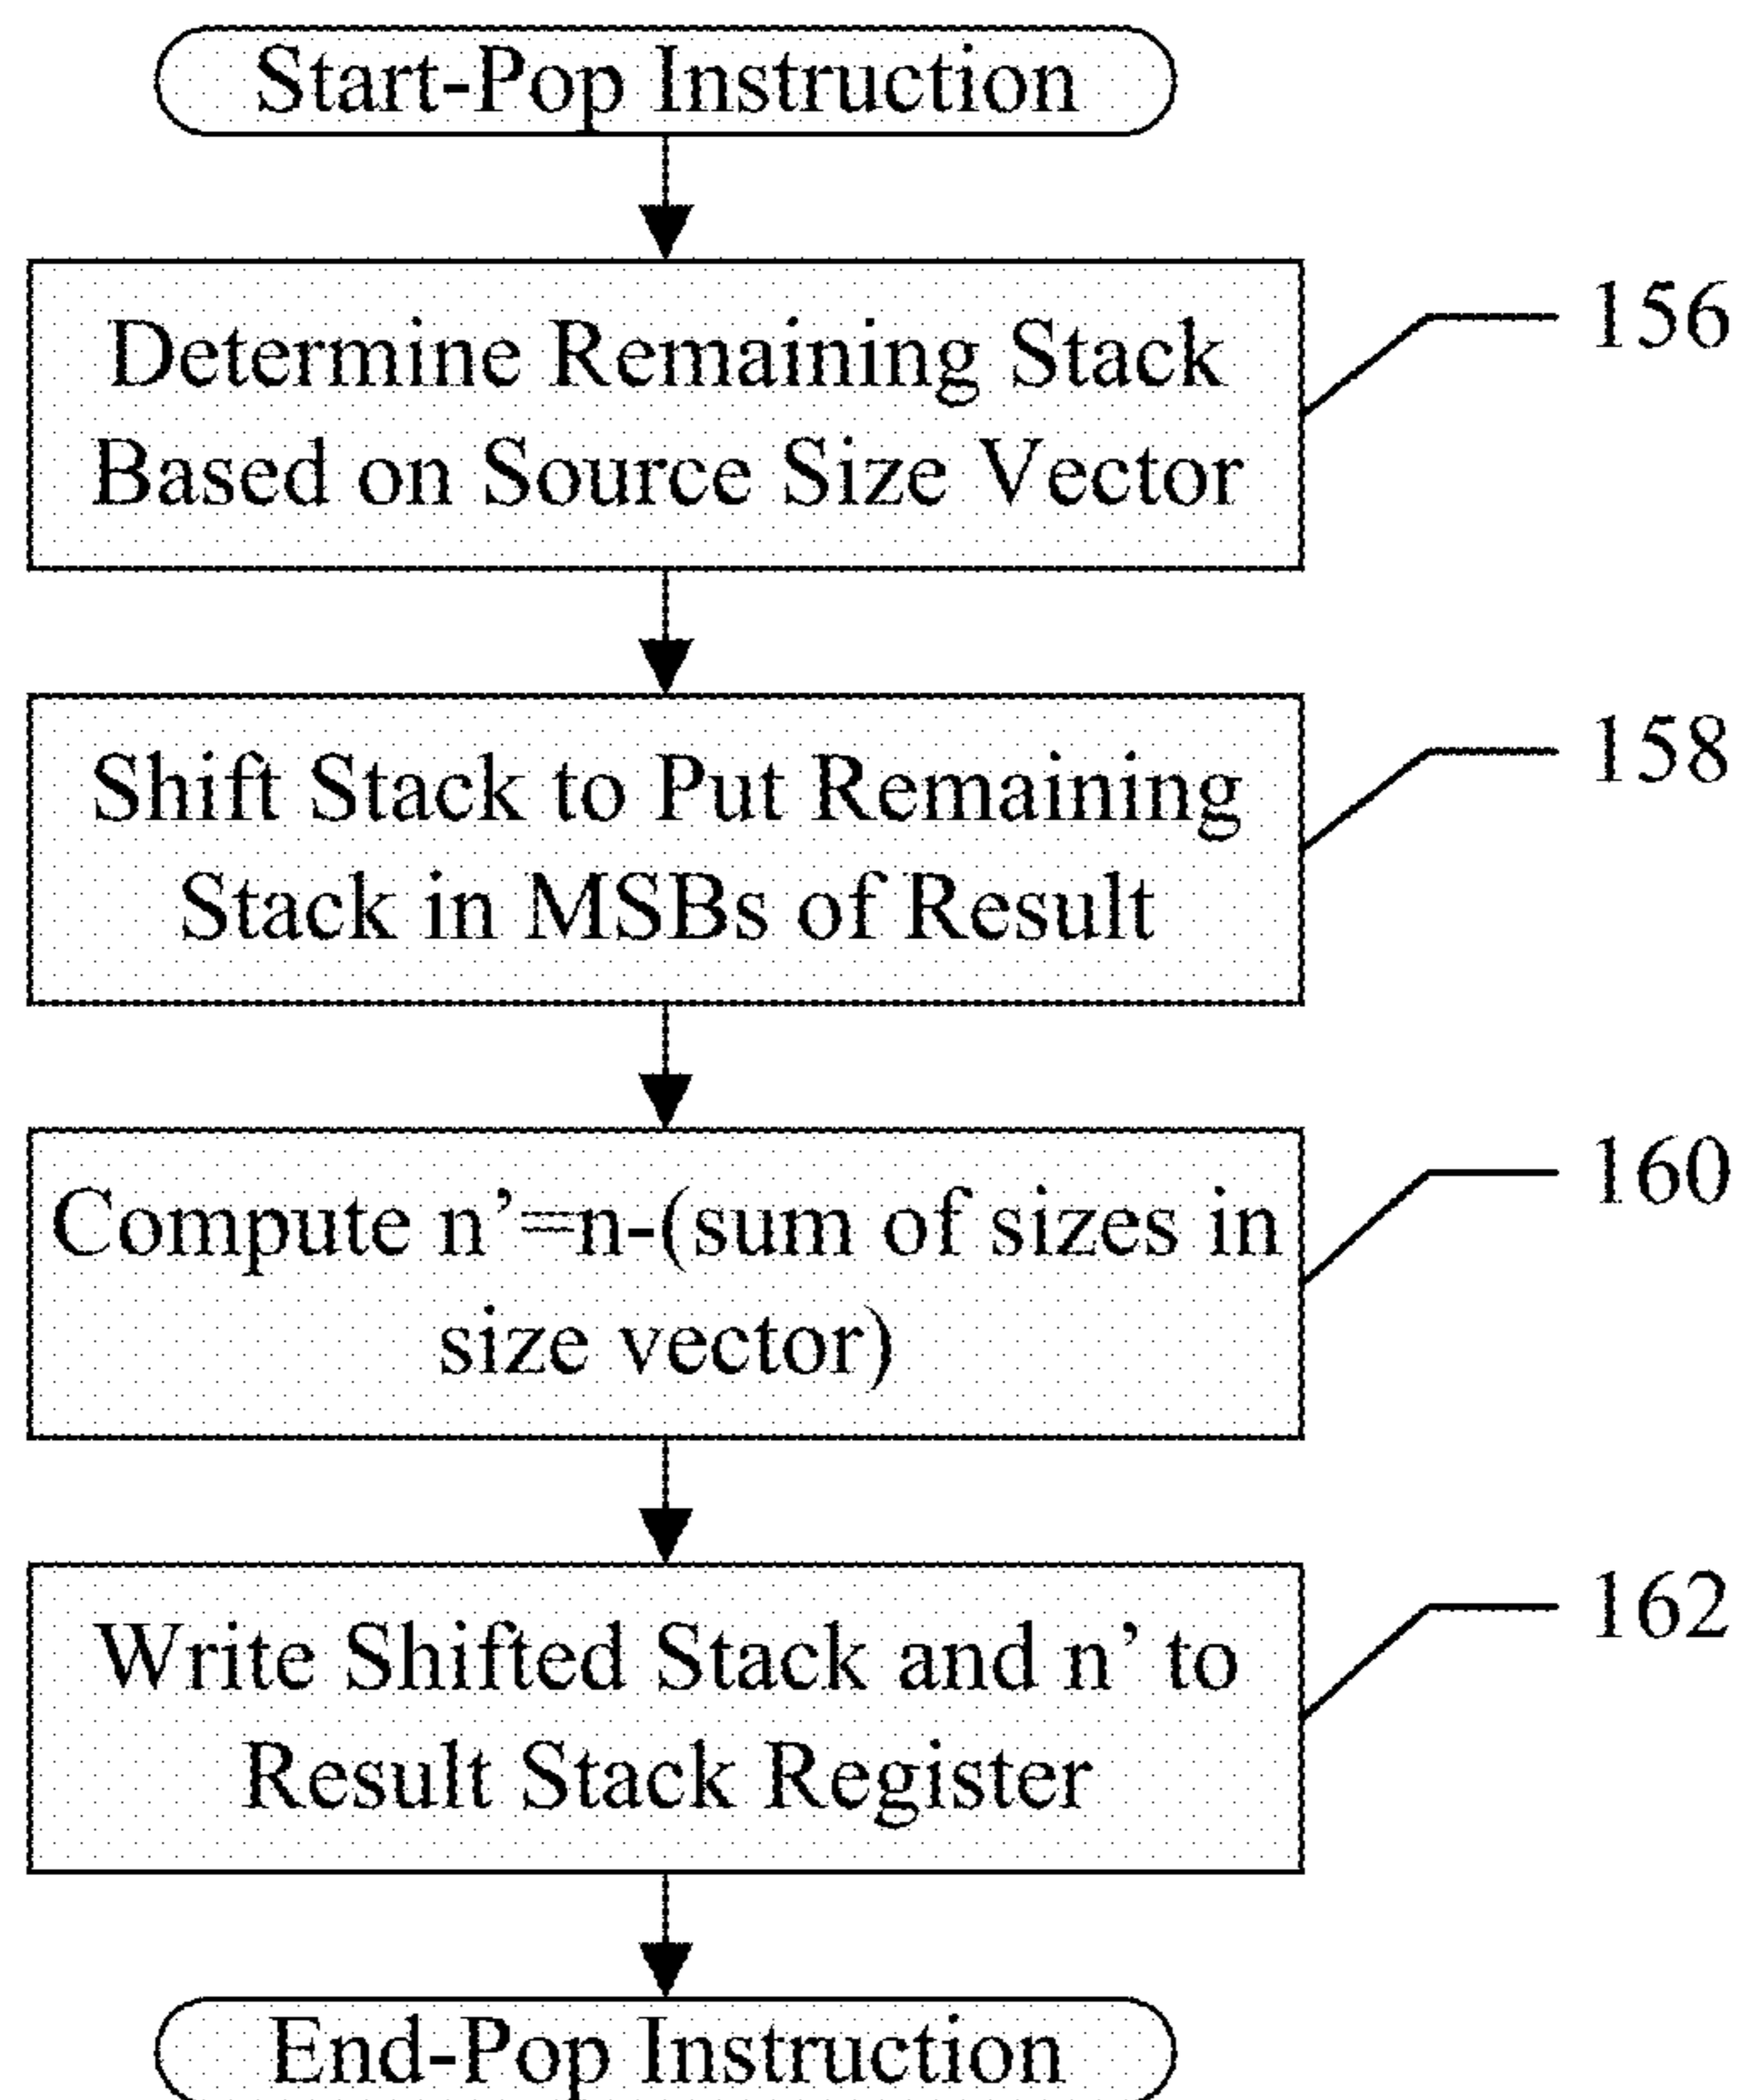 Start-Pop Instruction
Determine Remaining Stack
Based on Source Size Vector
156
Shift Stack to Put Remaining
Stack in MSBs of Result
158
Compute n’=n-(sum of sizes in
size vector)
160
Write Shifted Stack and n’ to
Result Stack Register
162
End-Pop Instruction